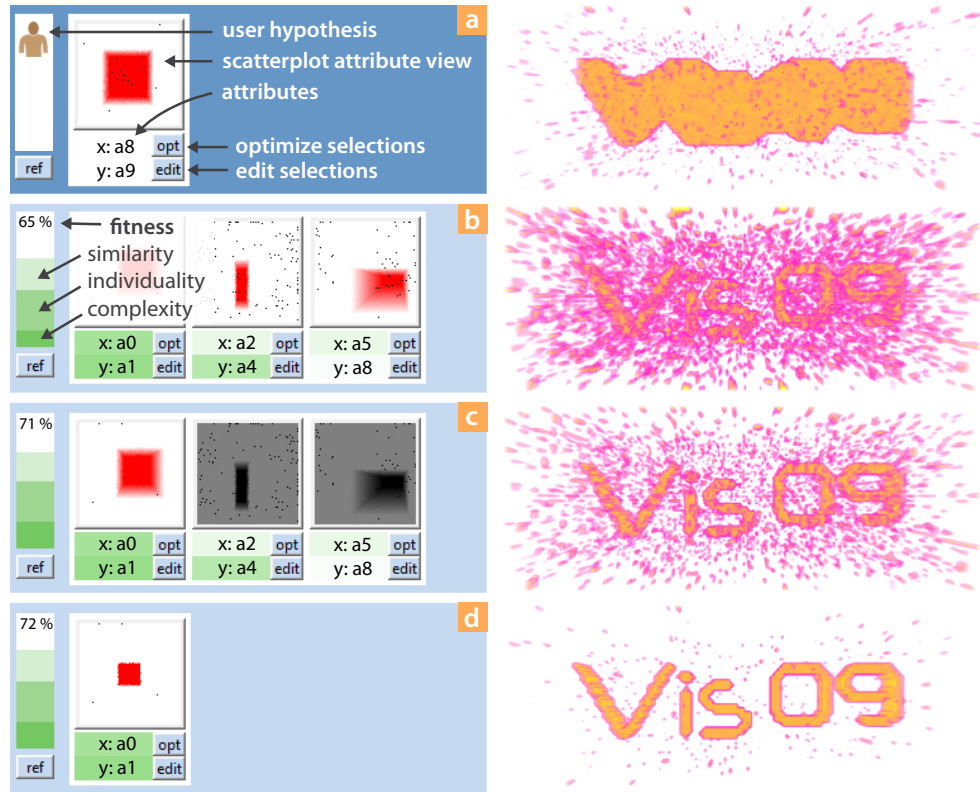 a
user hypothesis
scatterplot attribute view
attributes
x: a8 opt
optimize selections
ref
y: a9 edit
edit selections
65 %
fitness
b
similarity
individuality
complexity
x: a0 opt x: a2 opt x: a5 opt
ref y: a1 edit y: a4 edit y: a8 edit
Vis 09
71 %
c
x: a0 opt x: a2 opt x: a5 opt
ref y: a1 edit y: a4 edit y: a8 edit
Vis 09
72 %
d
x: a0 opt
ref y: a1 edit
Vis 09